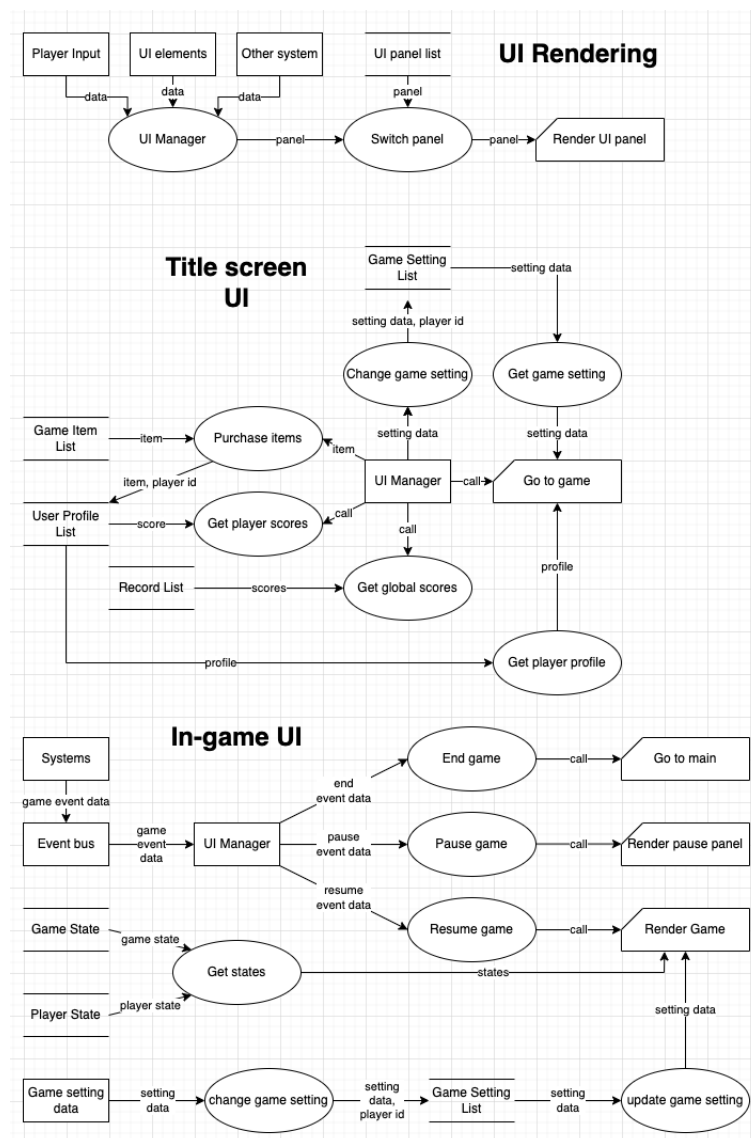 UI Rendering
Player Input
UI elements
Other system
UI panel list
data
data
data
panel
UI Manager
panel
Switch panel
panel
Render UI panel
Title screen
UI
Game Setting
List
setting data
setting data, player id
Change game setting
Get game setting
setting data
setting data
Game Item
List
item
Purchase items
item
UI Manager
call
Go to game
item, player id
User Profile
List
score
Get player scores
call
call
profile
Record List
scores
Get global scores
profile
Get player profile
In-game UI
Systems
game event data
Event bus
game
event
data
UI Manager
end
event data
End game
call
Go to main
pause
event data
Pause game
call
Render pause panel
resume
event data
Resume game
call
Render Game
Game State
game state
Get states
states
Player State
player state
setting data
Game setting
data
setting
data
change game setting
setting
data,
player id
Game Setting
List
setting
data
update game setting